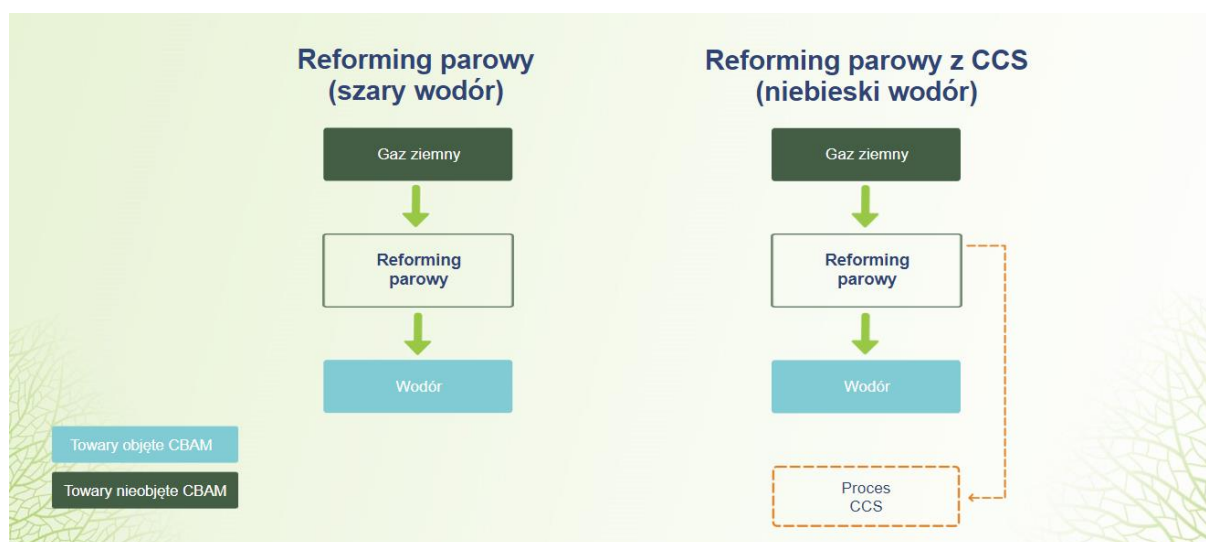 Reforming parowy
(szary wodór)
Gaz ziemny
Reforming
parowy
Wodór
Reforming parowy z CCS
(niebieski wodór)
Gaz ziemny
Reforming
parowy
Wodór
Proces
CCS
Towary objęte CBAM
Towary nieobjęte CBAM